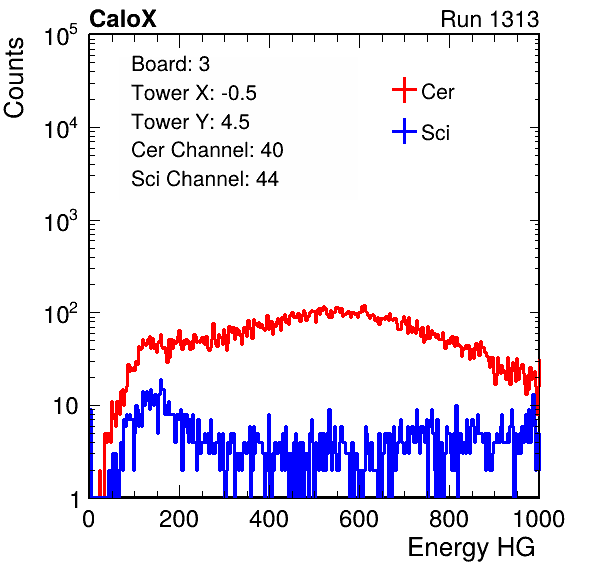 CaloX Run 1313
Counts
Board: 3
Tower X: -0.5
Tower Y: 4.5
Cer Channel: 40
Sci Channel: 44
Cer
Sci
10^5
10^4
10^3
10^2
10
1
0 200 400 600 800 1000
Energy HG